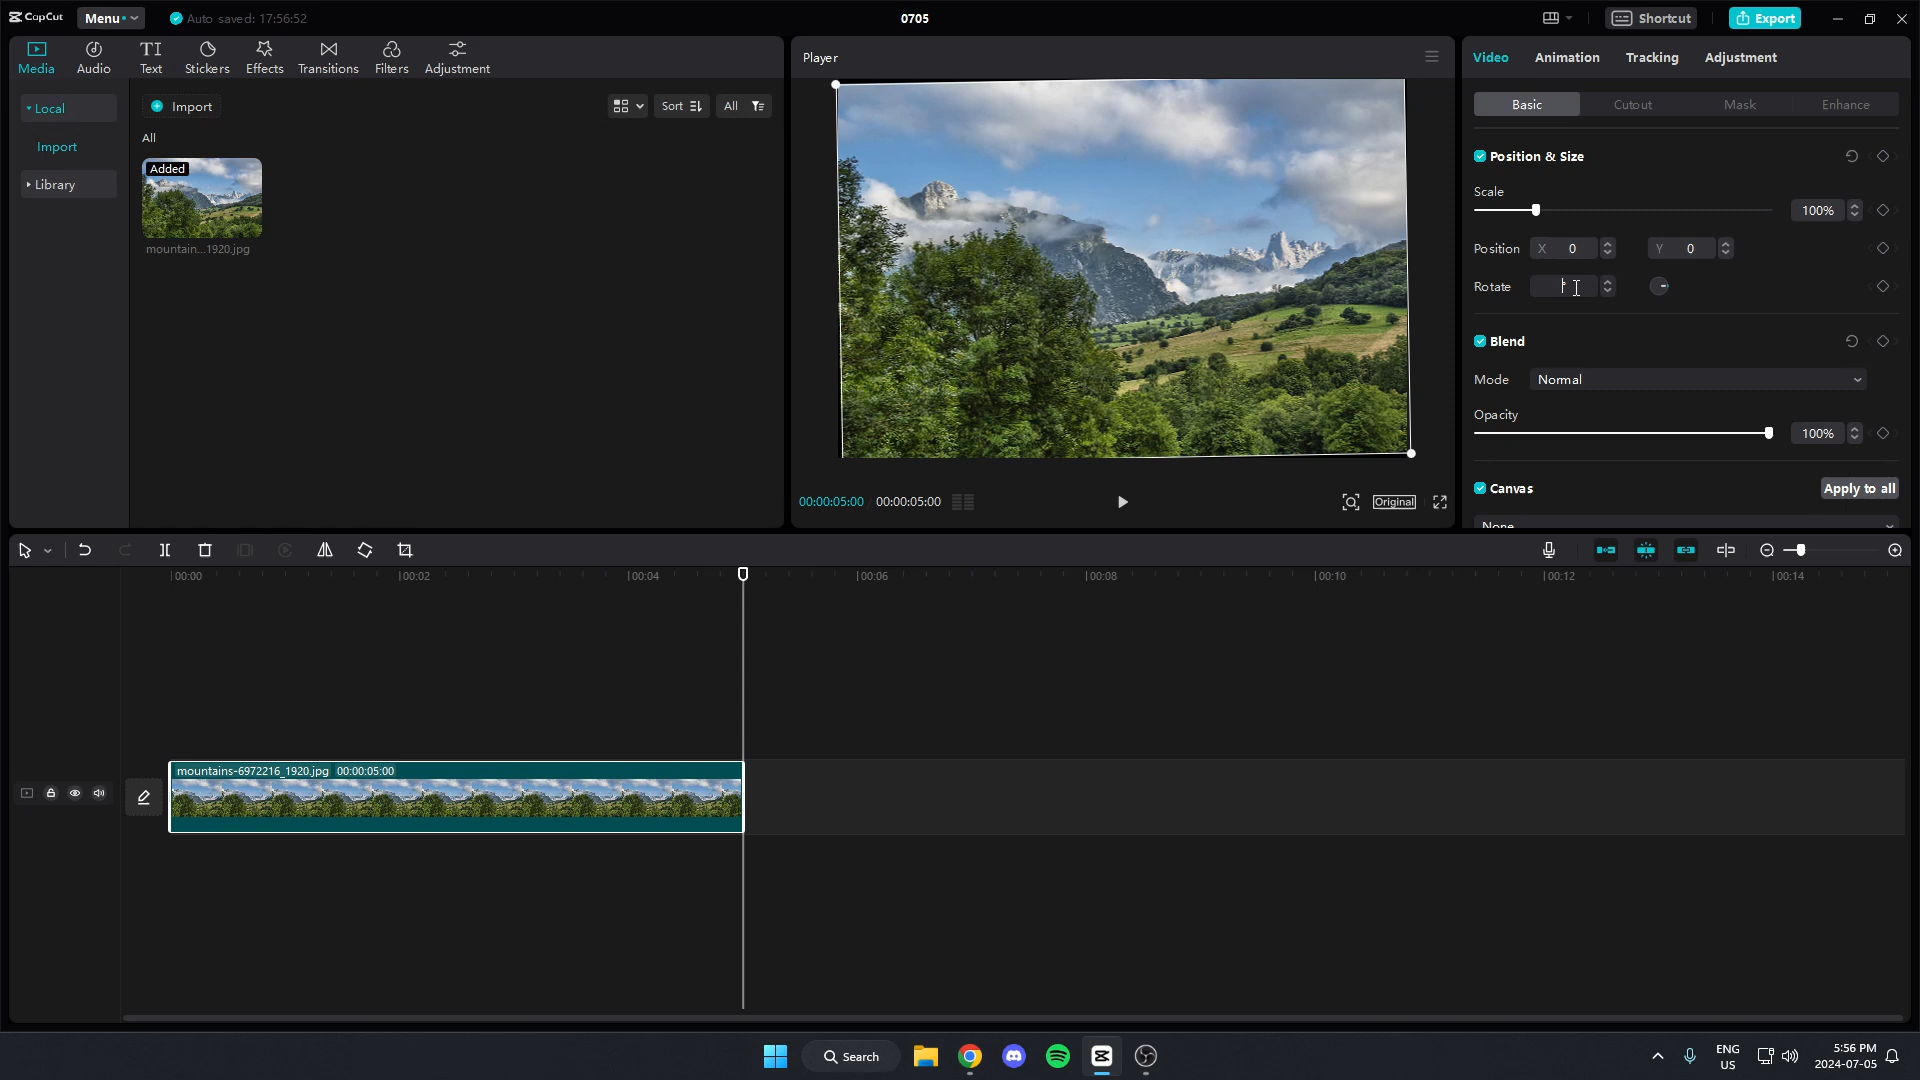 CapCut Menu Auto saved: 17:56:52 0705 Shortcut Export
Media Audio Text Stickers Effects Transitions Filters Adjustment
Local
Import
Library
Import Sort All
All
Added
mountain...1920.jpg
Player
00:00:05:00 00:00:05:00 Original
Video Animation Tracking Adjustment
Basic Cutout Mask Enhance
Position & Size
Scale
100%
Position X 0 Y 0
Rotate °
Blend
Mode Normal
Opacity
100%
Canvas Apply to all
None
00:00 00:02 00:04 00:06 00:08 00:10 00:12 00:14
mountains-6972216_1920.jpg 00:00:05:00
Search
ENG
US
5:56 PM
2024-07-05